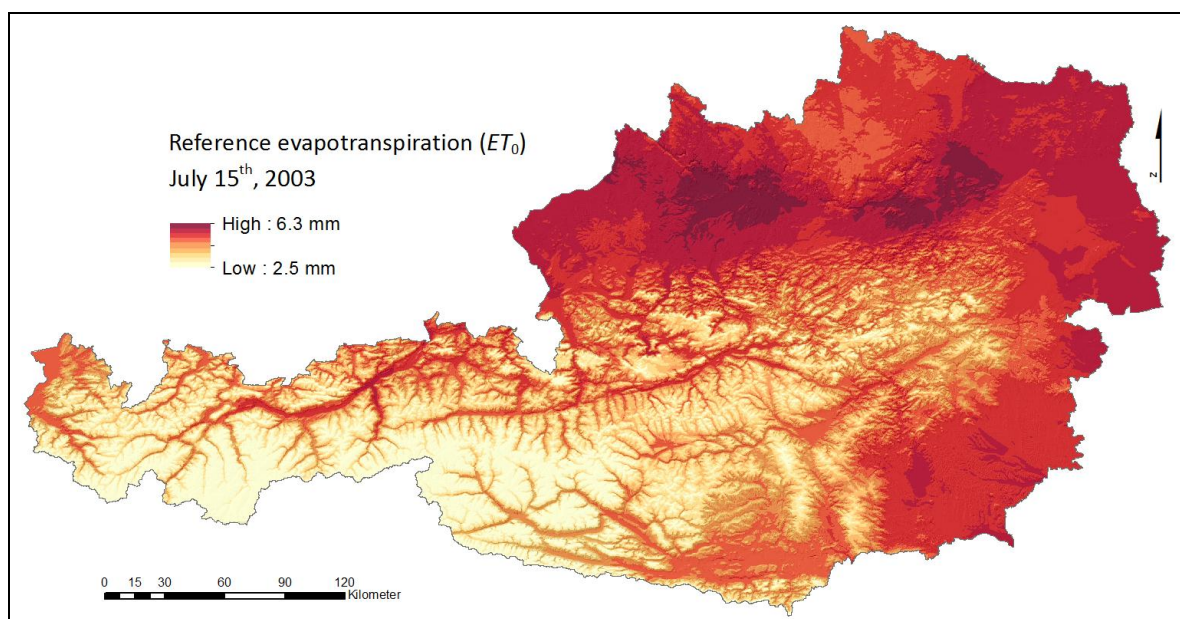 Reference evapotranspiration (ET₀)
July 15th, 2003
High : 6.3 mm
Low : 2.5 mm
N
0 15 30 60 90 120
Kilometer